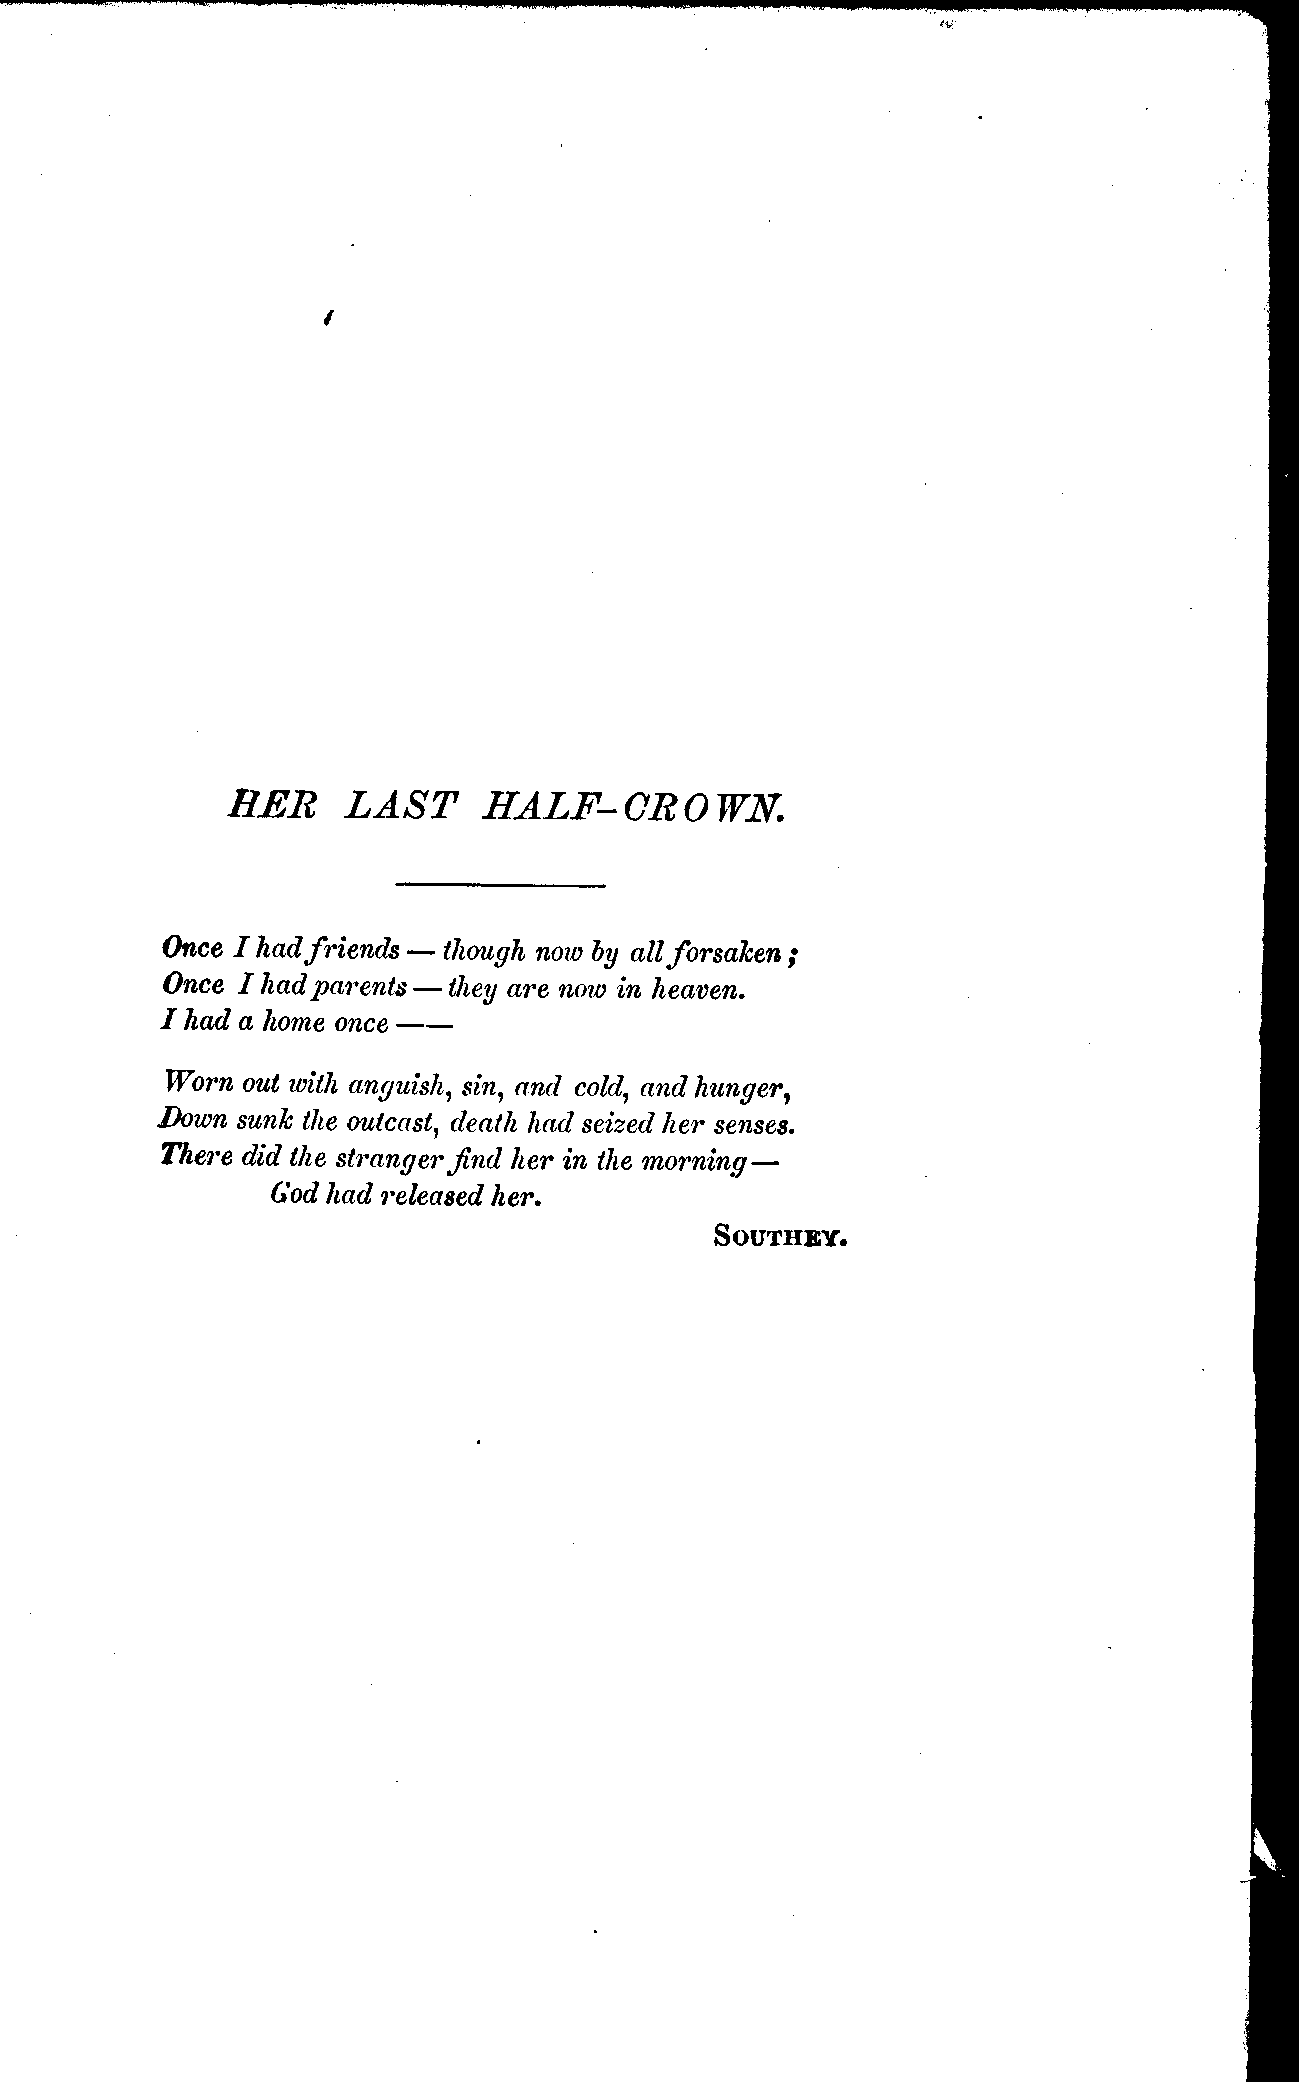 HER LAST HALF-CROWN.
Once I had friends — though now by all forsaken;
Once I had parents — they are now in heaven.
I had a home once ——
Worn out with anguish, sin, and cold, and hunger,
Down sunk the outcast, death had seized her senses.
There did the stranger find her in the morning—
God had released her.
SOUTHEY.